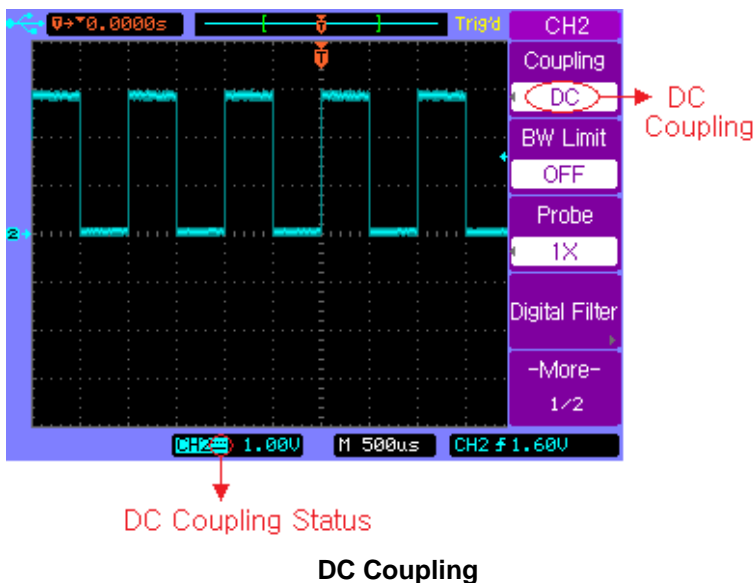 T→▼0.0000s
T
Trig'd
CH2
T
Coupling
DC
DC
Coupling
BW Limit
OFF
2
Probe
1X
Digital Filter
-More-
1/2
CH2 1.00V
M 500us
CH2 1.60V
DC Coupling Status
DC Coupling